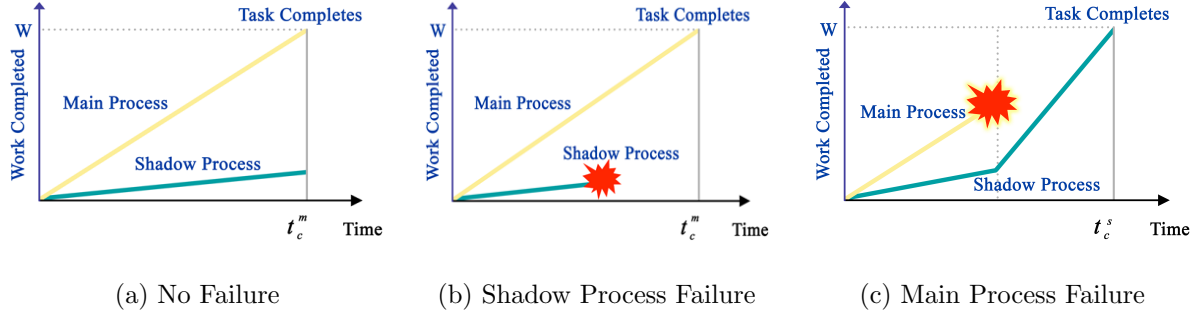 Task Completes
W
Work Completed
Main Process
Shadow Process
t_c^m
Time
(a) No Failure
Task Completes
W
Work Completed
Main Process
Shadow Process
t_c^m
Time
(b) Shadow Process Failure
Task Completes
W
Work Completed
Main Process
Shadow Process
t_c^s
Time
(c) Main Process Failure